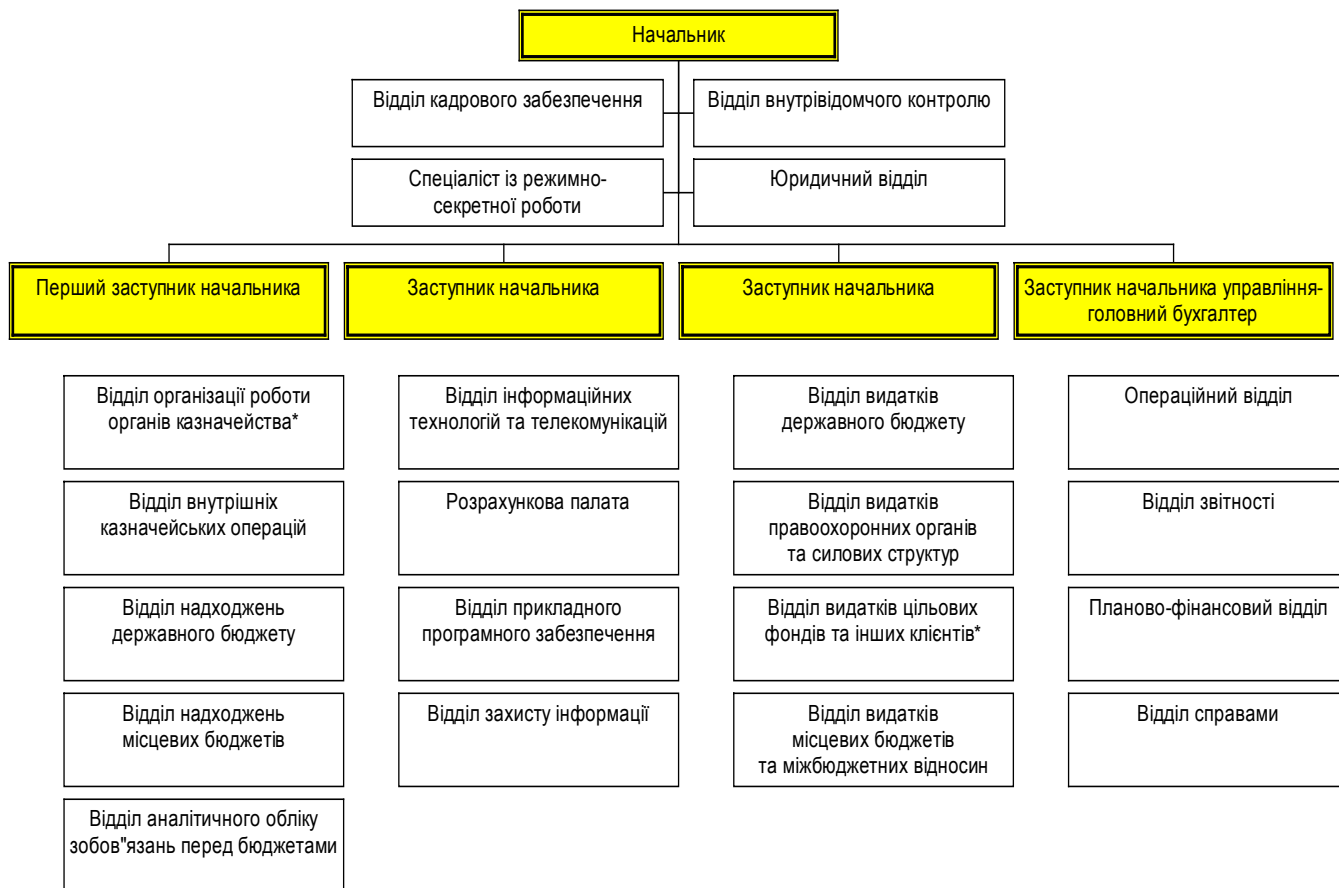 Начальник
Відділ кадрового забезпечення
Відділ внутрівідомчого контролю
Спеціаліст із режимно-
секретної роботи
Юридичний відділ
Перший заступник начальника
Заступник начальника
Заступник начальника
Заступник начальника управління-
головний бухгалтер
Відділ організації роботи
органів казначейства*
Відділ внутрішніх
казначейських операцій
Відділ надходжень
державного бюджету
Відділ надходжень
місцевих бюджетів
Відділ аналітичного обліку
зобов"язань перед бюджетами
Відділ інформаційних
технологій та телекомунікацій
Розрахункова палата
Відділ прикладного
програмного забезпечення
Відділ захисту інформації
Відділ видатків
державного бюджету
Відділ видатків
правоохоронних органів
та силових структур
Відділ видатків цільових
фондів та інших клієнтів*
Відділ видатків
місцевих бюджетів
та міжбюджетних відносин
Операційний відділ
Відділ звітності
Планово-фінансовий відділ
Відділ справами